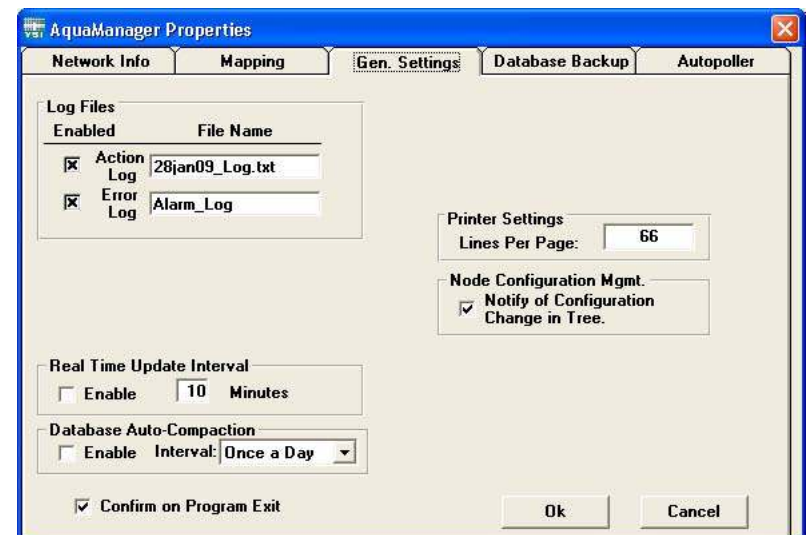 YSI AquaManager Properties
Network Info Mapping Gen. Settings Database Backup Autopoller
Log Files
Enabled File Name
Action Log 28jan09_Log.txt
Error Log Alarm_Log
Printer Settings
Lines Per Page: 66
Node Configuration Mgmt.
Notify of Configuration
Change in Tree.
Real Time Update Interval
Enable 10 Minutes
Database Auto-Compaction
Enable Interval: Once a Day
Confirm on Program Exit
Ok Cancel